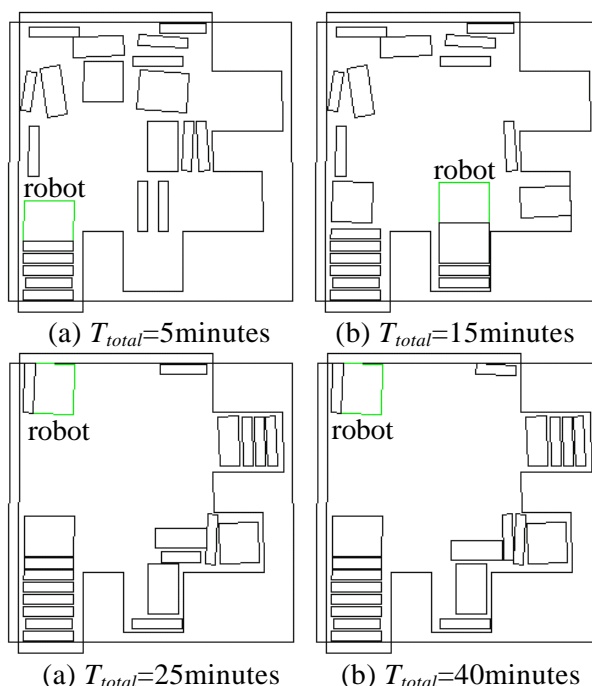 robot
robot
(a) T_total=5minutes
(b) T_total=15minutes
robot
robot
(a) T_total=25minutes
(b) T_total=40minutes